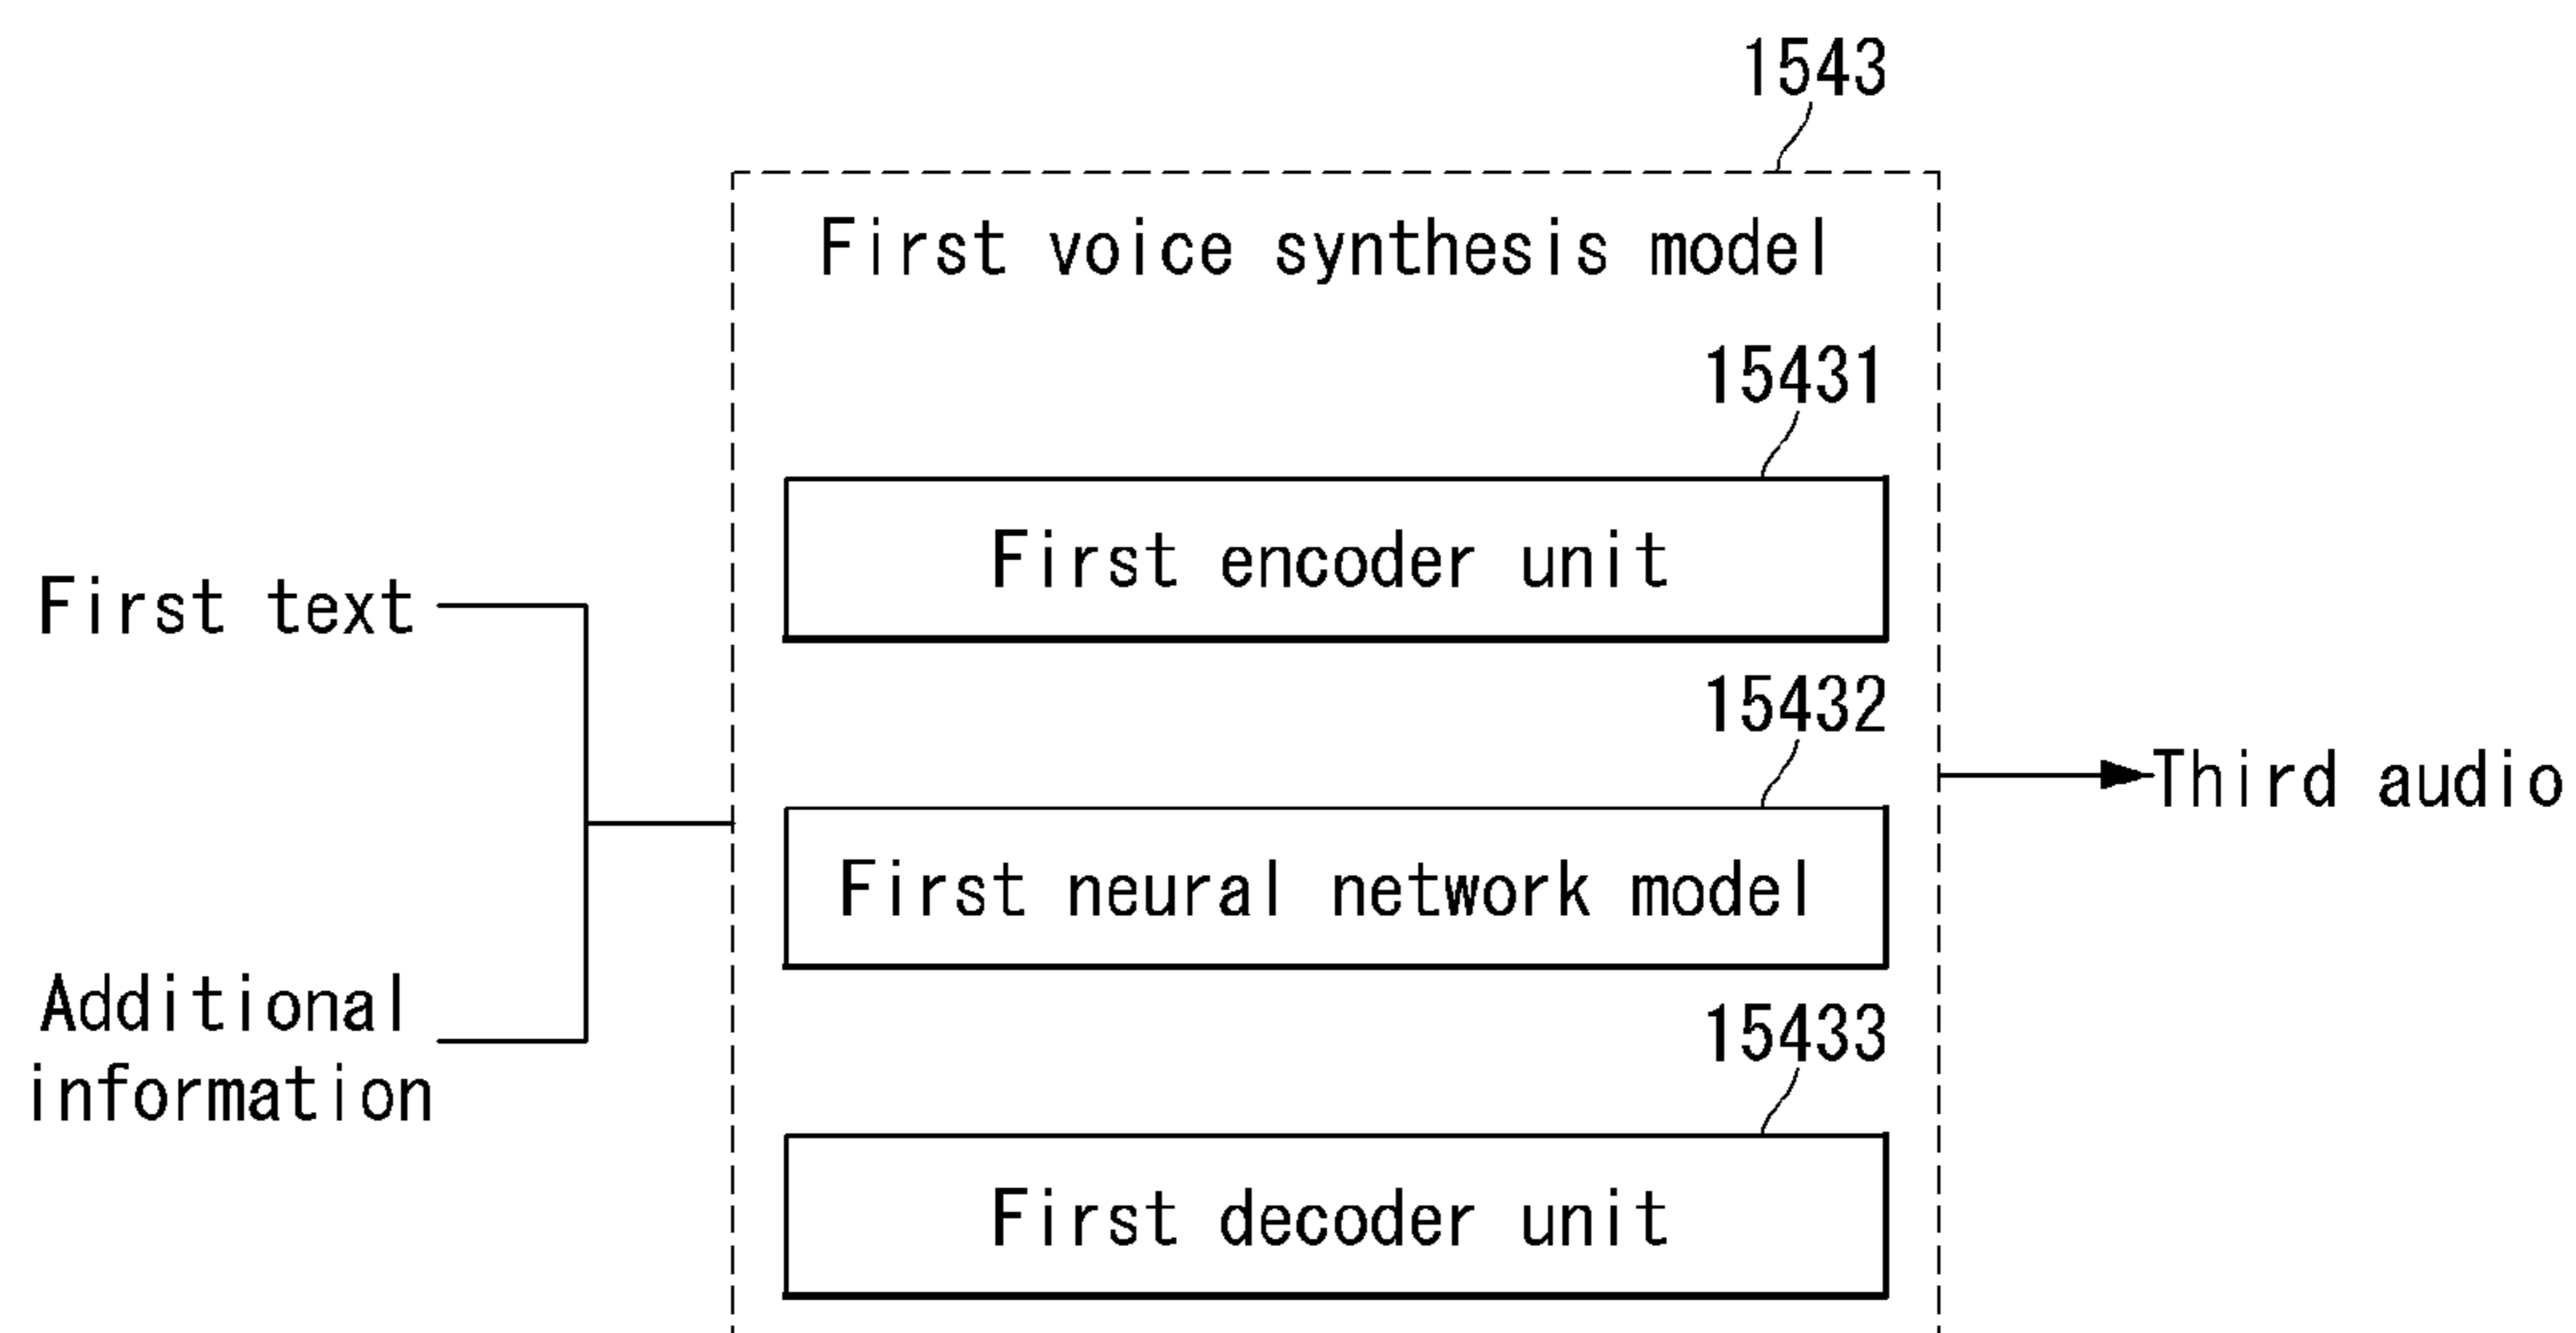 1543
First voice synthesis model
15431
First encoder unit
First text
15432
Third audio
First neural network model
Additional
information
15433
First decoder unit